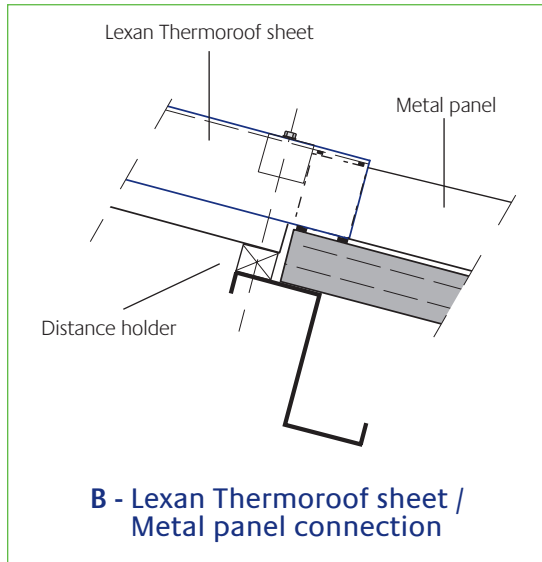 Lexan Thermoroof sheet
Metal panel
Distance holder
B - Lexan Thermoroof sheet /
Metal panel connection